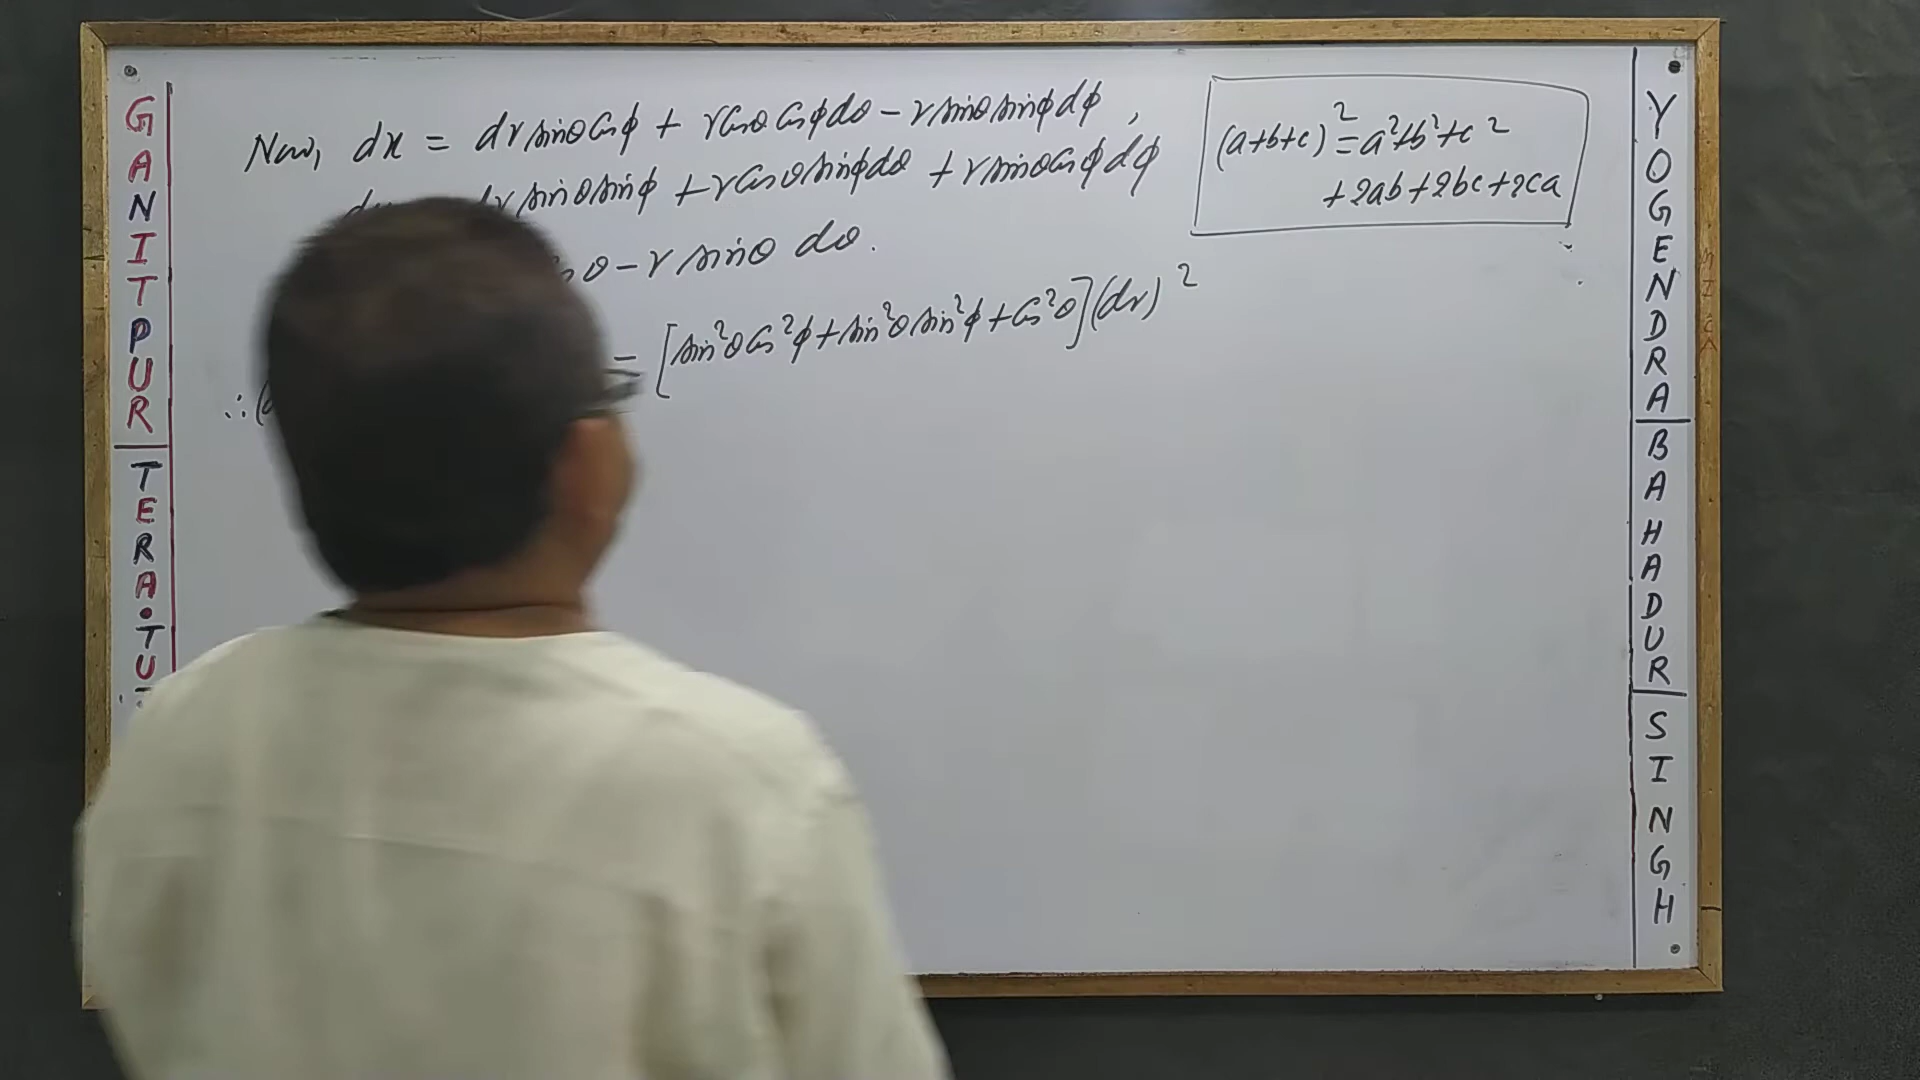 GANITPUR TERA.TU
Now, dx = dr sinθ cosφ + r cosθ cosφ dθ - r sinθ sinφ dφ,
dr sinθ sinφ + r cosθ sinφ dθ + r sinθ cosφ dφ
θ - r sinθ dθ.
∴ ( = [sin²θ cos²φ + sin²θ sin²φ + cos²θ](dr)²
(a+b+c)² = a²+b²+c²
+2ab+2bc+2ca
YOGENDRA BAHADUR SINGH